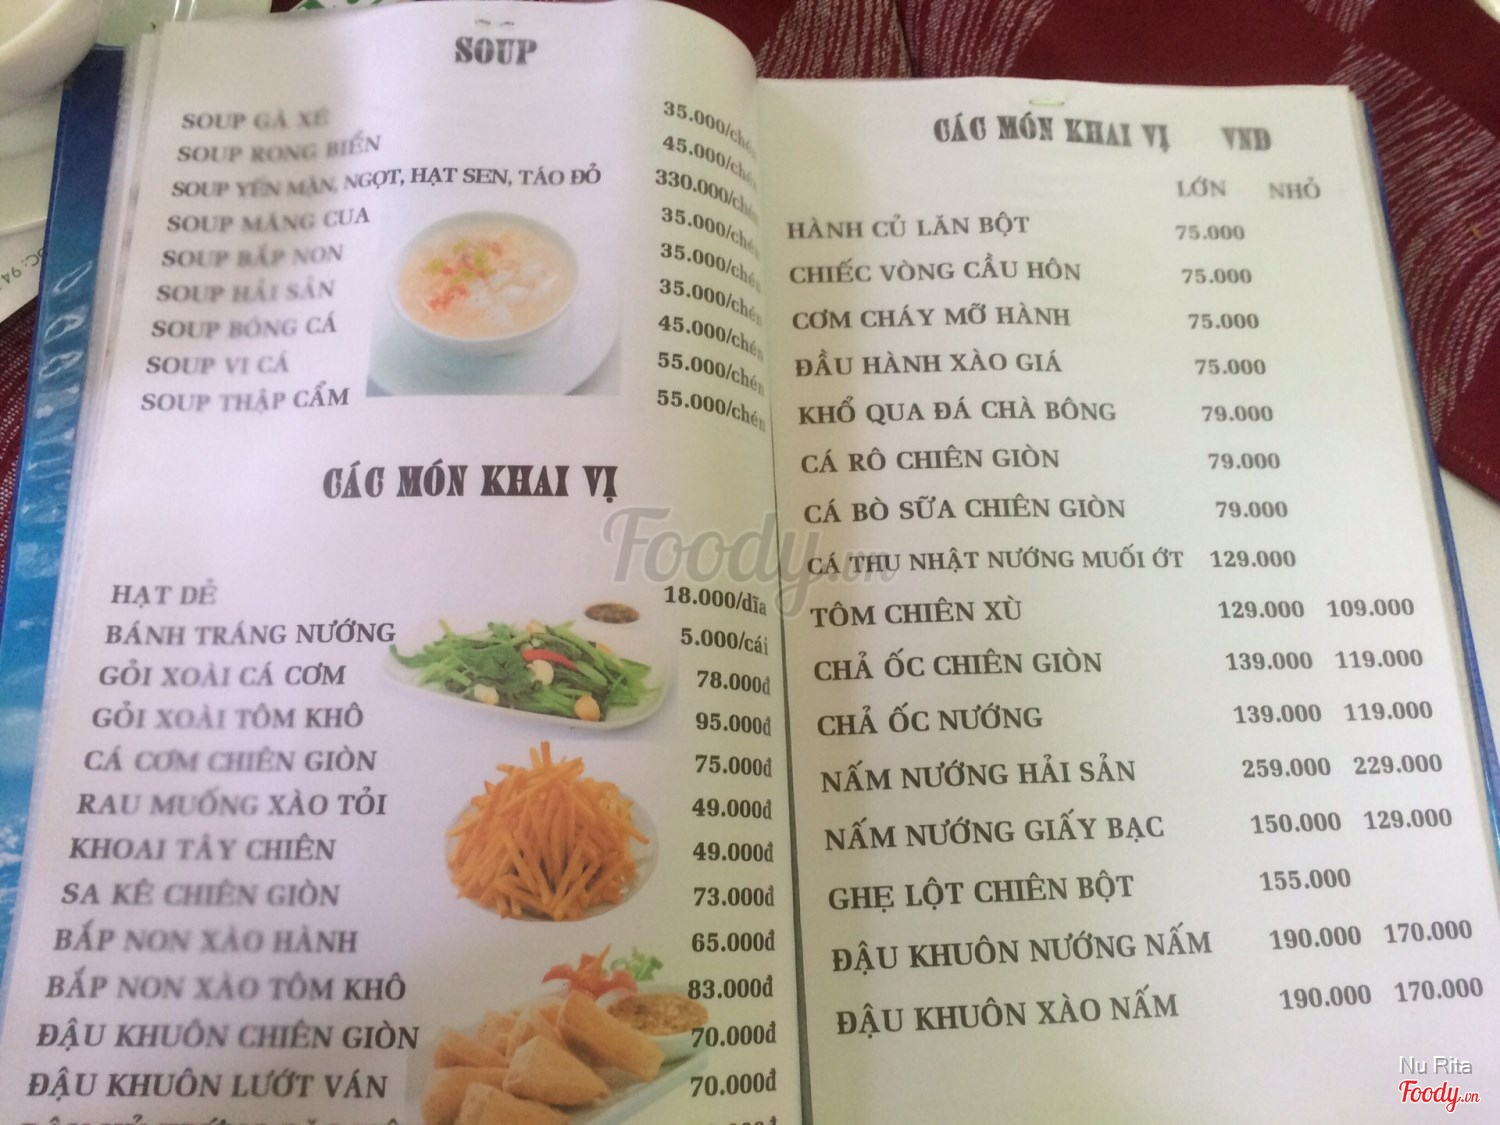 SOUP
SOUP GÀ XÉ 35.000/chén
SOUP RONG BIỂN 45.000/chén
SOUP YẾN MẶN, NGỌT, HẠT SEN, TÁO ĐỎ 330.000/chén
SOUP MĂNG CUA 35.000/chén
SOUP BẮP NON 35.000/chén
SOUP HẢI SẢN 35.000/chén
SOUP BÓNG CÁ 45.000/chén
SOUP VI CÁ 55.000/chén
SOUP THẬP CẨM 55.000/chén
CÁC MÓN KHAI VỊ
HẠT DẺ 18.000/dĩa
BÁNH TRÁNG NƯỚNG 5.000/cái
GỎI XOÀI CÁ CƠM 78.000đ
GỎI XOÀI TÔM KHÔ 95.000đ
CÁ CƠM CHIÊN GIÒN 75.000đ
RAU MUỐNG XÀO TỎI 49.000đ
KHOAI TÂY CHIÊN 49.000đ
SA KÊ CHIÊN GIÒN 73.000đ
BẮP NON XÀO HÀNH 65.000đ
BẮP NON XÀO TÔM KHÔ 83.000đ
ĐẬU KHUÔN CHIÊN GIÒN 70.000đ
ĐẬU KHUÔN LƯỚT VÁN 70.000đ
CÁC MÓN KHAI VỊ VNĐ
LỚN NHỎ
HÀNH CỦ LĂN BỘT 75.000
CHIẾC VÒNG CẦU HÔN 75.000
CƠM CHÁY MỠ HÀNH 75.000
ĐẦU HÀNH XÀO GIÁ 75.000
KHỔ QUA ĐÁ CHÀ BÔNG 79.000
CÁ RÔ CHIÊN GIÒN 79.000
CÁ BÒ SỮA CHIÊN GIÒN 79.000
CÁ THU NHẬT NƯỚNG MUỐI ỚT 129.000
TÔM CHIÊN XÙ 129.000 109.000
CHẢ ỐC CHIÊN GIÒN 139.000 119.000
CHẢ ỐC NƯỚNG 139.000 119.000
NẤM NƯỚNG HẢI SẢN 259.000 229.000
NẤM NƯỚNG GIẤY BẠC 150.000 129.000
GHẸ LỘT CHIÊN BỘT 155.000
ĐẬU KHUÔN NƯỚNG NẤM 190.000 170.000
ĐẬU KHUÔN XÀO NẤM 190.000 170.000
Foody.vn
Nu Rita
Foody.vn